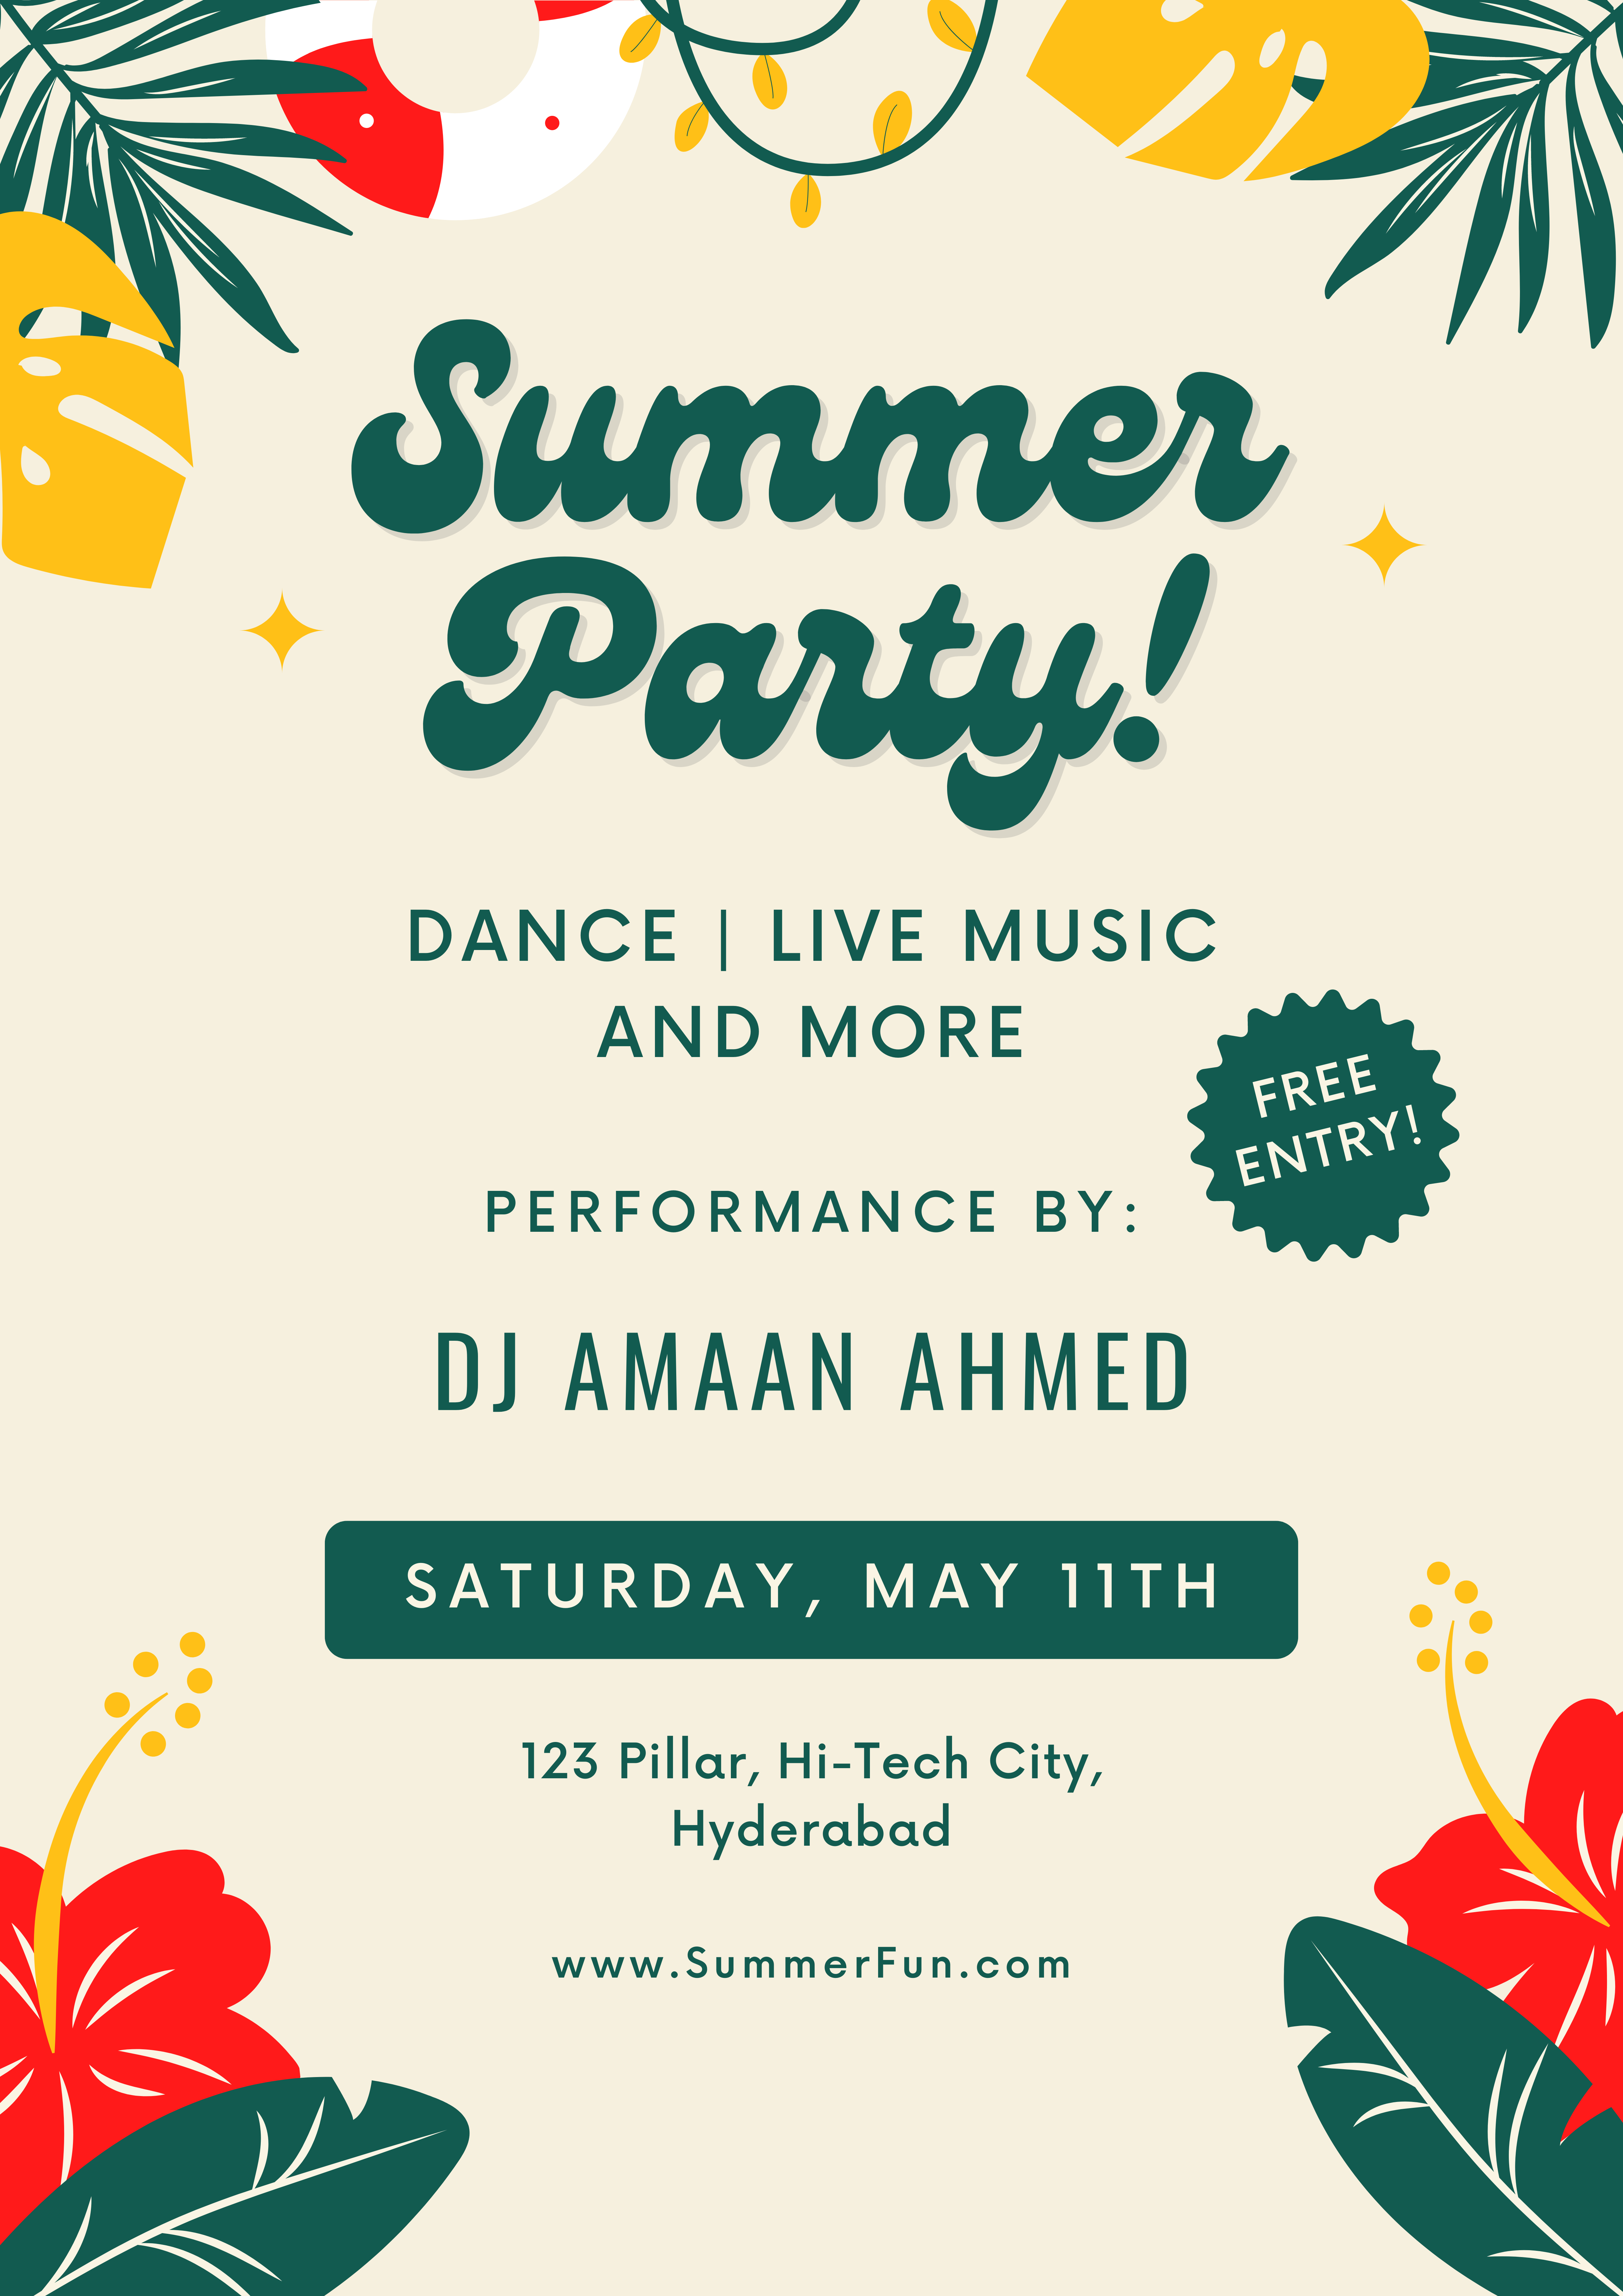 Summer
Party!
DANCE | LIVE MUSIC
AND MORE
FREE
ENTRY!
PERFORMANCE BY:
DJ AMAAN AHMED
SATURDAY, MAY 11TH
123 Pillar, Hi-Tech City,
Hyderabad
www.SummerFun.com